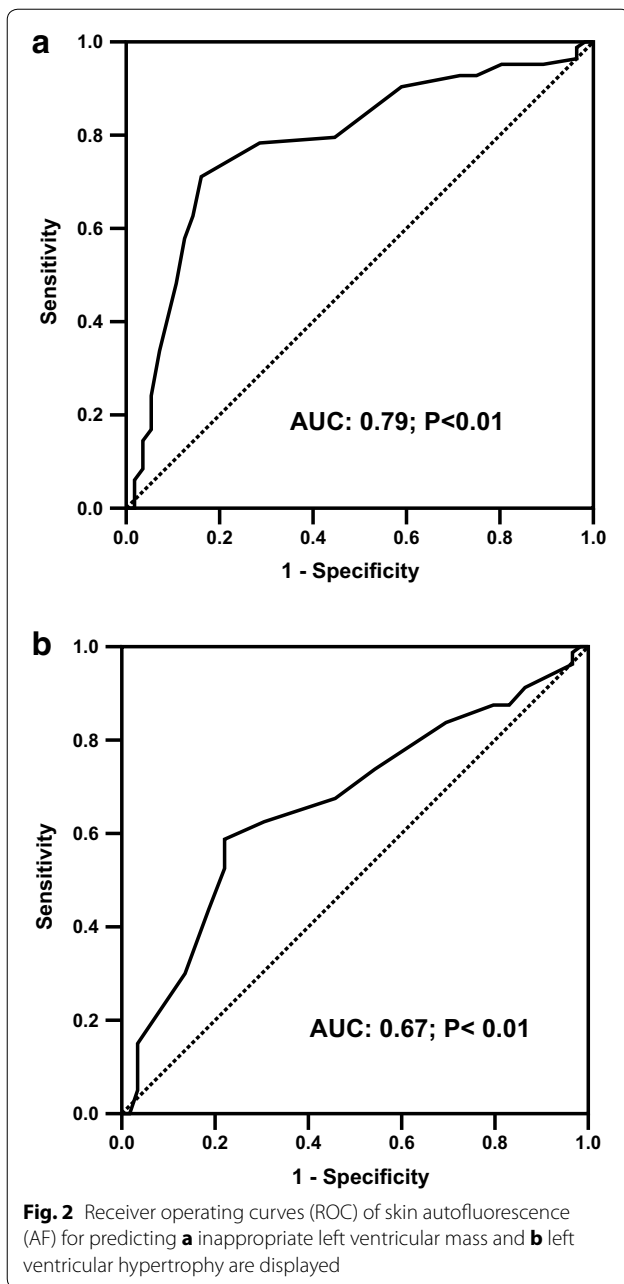 a
1.0
0.8
0.6
0.4
0.2
0.0
Sensitivity
AUC: 0.79; P<0.01
0.0 0.2 0.4 0.6 0.8 1.0
1 - Specificity
b
1.0
0.8
0.6
0.4
0.2
0.0
Sensitivity
AUC: 0.67; P< 0.01
0.0 0.2 0.4 0.6 0.8 1.0
1 - Specificity
Fig. 2 Receiver operating curves (ROC) of skin autofluorescence
(AF) for predicting a inappropriate left ventricular mass and b left
ventricular hypertrophy are displayed